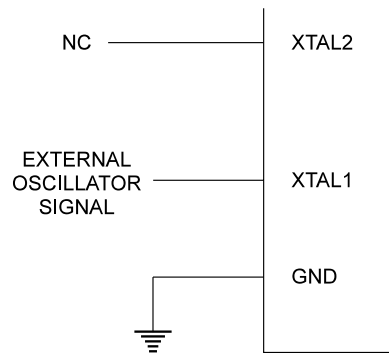 NC
XTAL2
EXTERNAL
OSCILLATOR
SIGNAL
XTAL1
GND